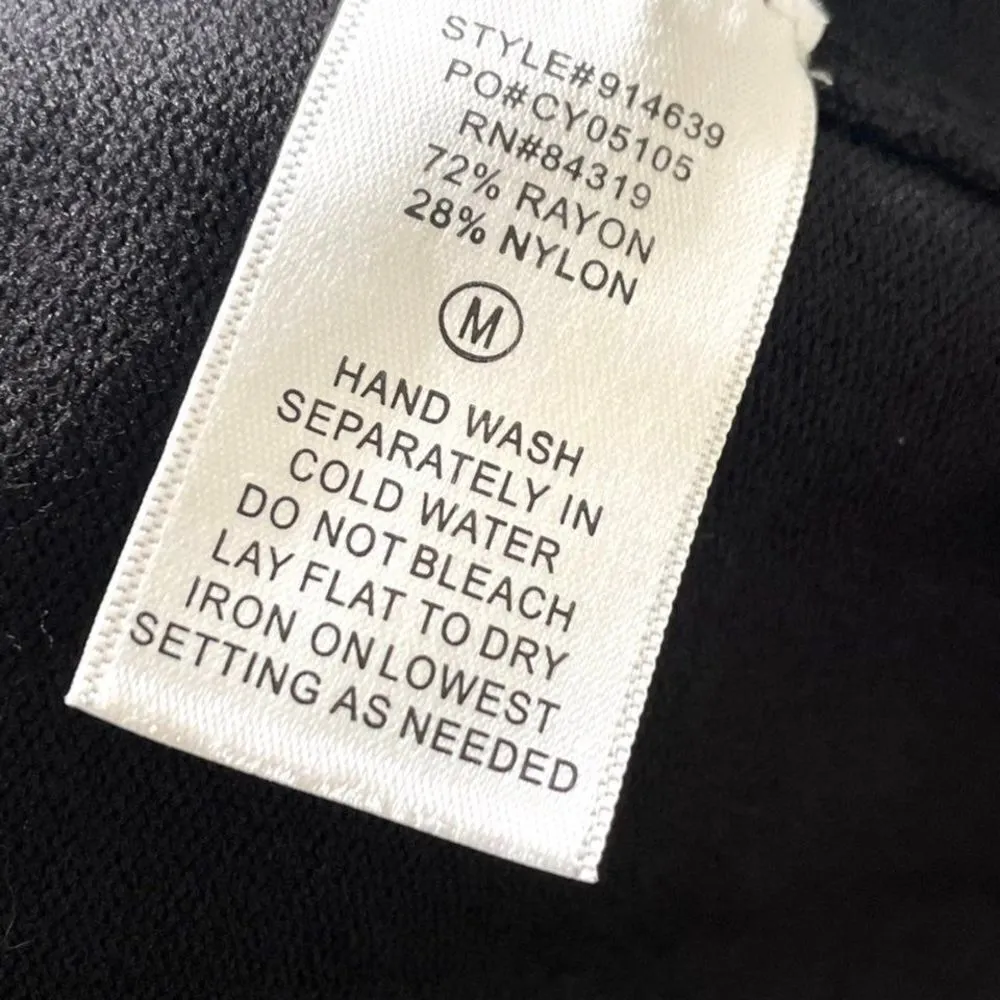 STYLE#914639
PO#CY05105
RN#84319
72% RAYON
28% NYLON
M
HAND WASH
SEPARATELY IN
COLD WATER
DO NOT BLEACH
LAY FLAT TO DRY
IRON ON LOWEST
SETTING AS NEEDED